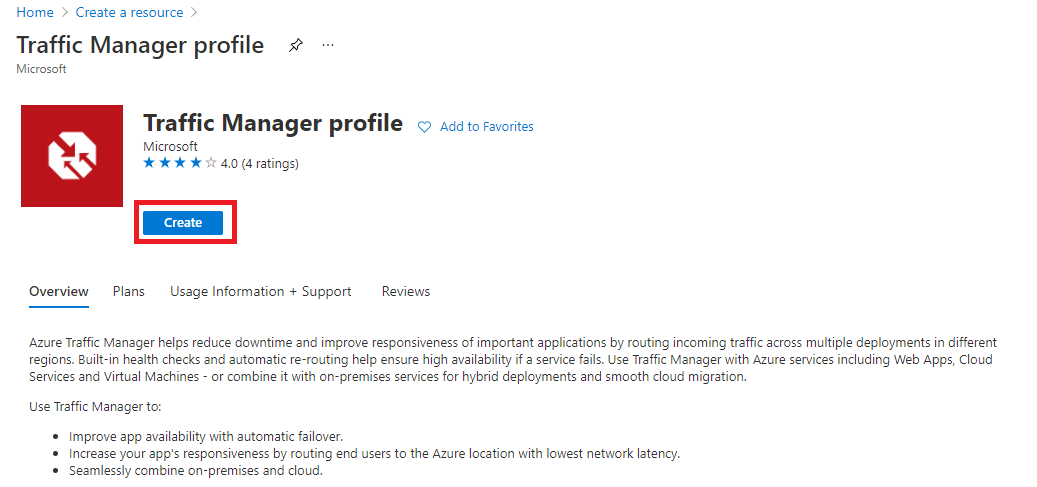 Home > Create a resource >
Traffic Manager profile ...
Microsoft
Traffic Manager profile Add to Favorites
Microsoft
4.0 (4 ratings)
Create
Overview Plans Usage Information + Support Reviews
Azure Traffic Manager helps reduce downtime and improve responsiveness of important applications by routing incoming traffic across multiple deployments in different
regions. Built-in health checks and automatic re-routing help ensure high availability if a service fails. Use Traffic Manager with Azure services including Web Apps, Cloud
Services and Virtual Machines - or combine it with on-premises services for hybrid deployments and smooth cloud migration.
Use Traffic Manager to:
• Improve app availability with automatic failover.
• Increase your app's responsiveness by routing end users to the Azure location with lowest network latency.
• Seamlessly combine on-premises and cloud.